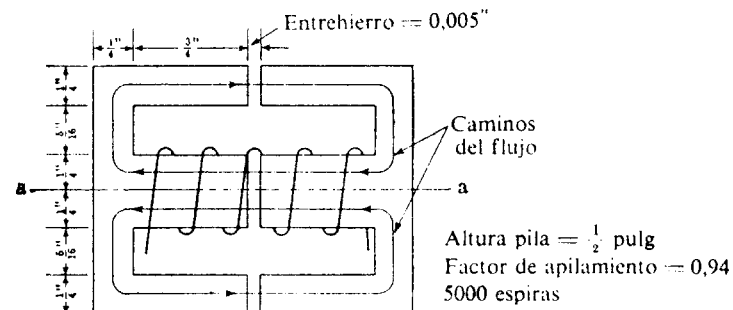 Entrehierro = 0,005"
1/4" 3/4"
1/4"
5/16"
1/4"
a a
1/4"
5/16"
1/4"
Caminos
del flujo
Altura pila = 1/2 pulg
Factor de apilamiento = 0,94
5000 espiras